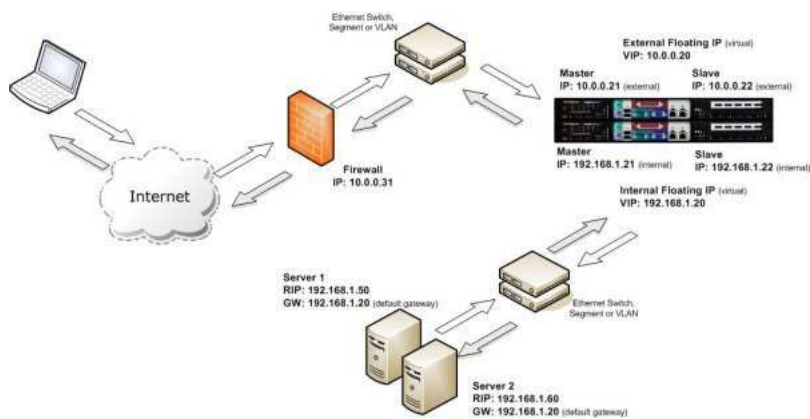 Ethernet Switch,
Segment or VLAN
External Floating IP (virtual)
VIP: 10.0.0.20
Master
IP: 10.0.0.21 (external)
Slave
IP: 10.0.0.22 (external)
Firewall
IP: 10.0.0.31
Internet
Master
IP: 192.168.1.21 (internal)
Slave
IP: 192.168.1.22 (internal)
Internal Floating IP (virtual)
VIP: 192.168.1.20
Server 1
RIP: 192.168.1.50
GW: 192.168.1.20 (default gateway)
Ethernet Switch,
Segment or VLAN
Server 2
RIP: 192.168.1.60
GW: 192.168.1.20 (default gateway)